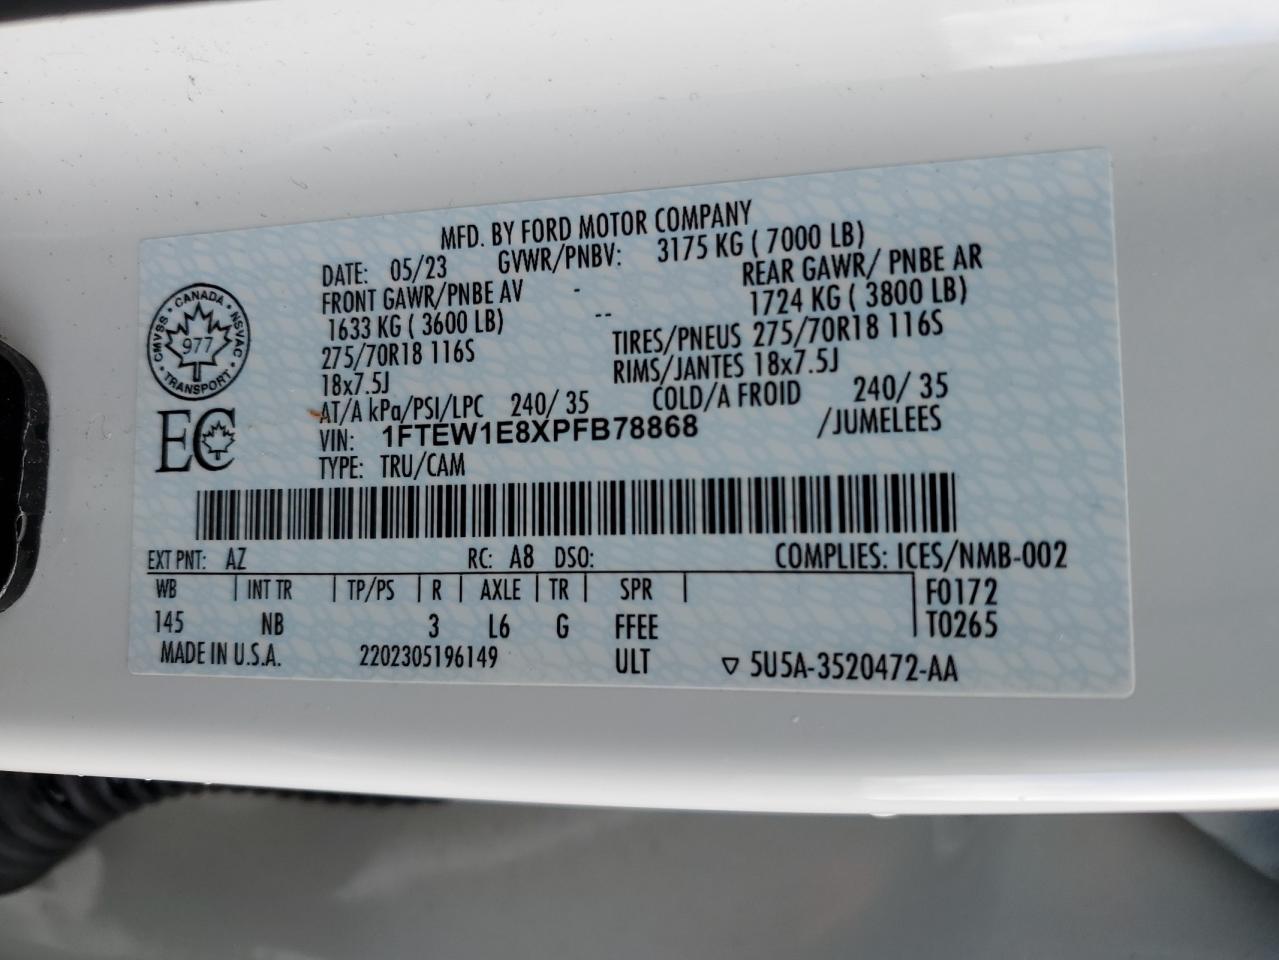 MFD. BY FORD MOTOR COMPANY
DATE: 05/23 GVWR/PNBV: 3175 KG ( 7000 LB)
FRONT GAWR/PNBE AV - REAR GAWR/ PNBE AR
1633 KG ( 3600 LB) -- 1724 KG ( 3800 LB)
275/70R18 116S TIRES/PNEUS 275/70R18 116S
18x7.5J RIMS/JANTES 18x7.5J
AT/A kPa/PSI/LPC 240/ 35 COLD/A FROID 240/ 35
VIN: 1FTEW1E8XPFB78868 /JUMELEES
TYPE: TRU/CAM
CANADA
CMVSS NSVAC
977
TRANSPORT
EC
EXT PNT: AZ RC: A8 DSO: COMPLIES: ICES/NMB-002
WB INT TR TP/PS R AXLE TR SPR F0172
145 NB 3 L6 G FFEE T0265
MADE IN U.S.A. 2202305196149 ULT ▽ 5U5A-3520472-AA